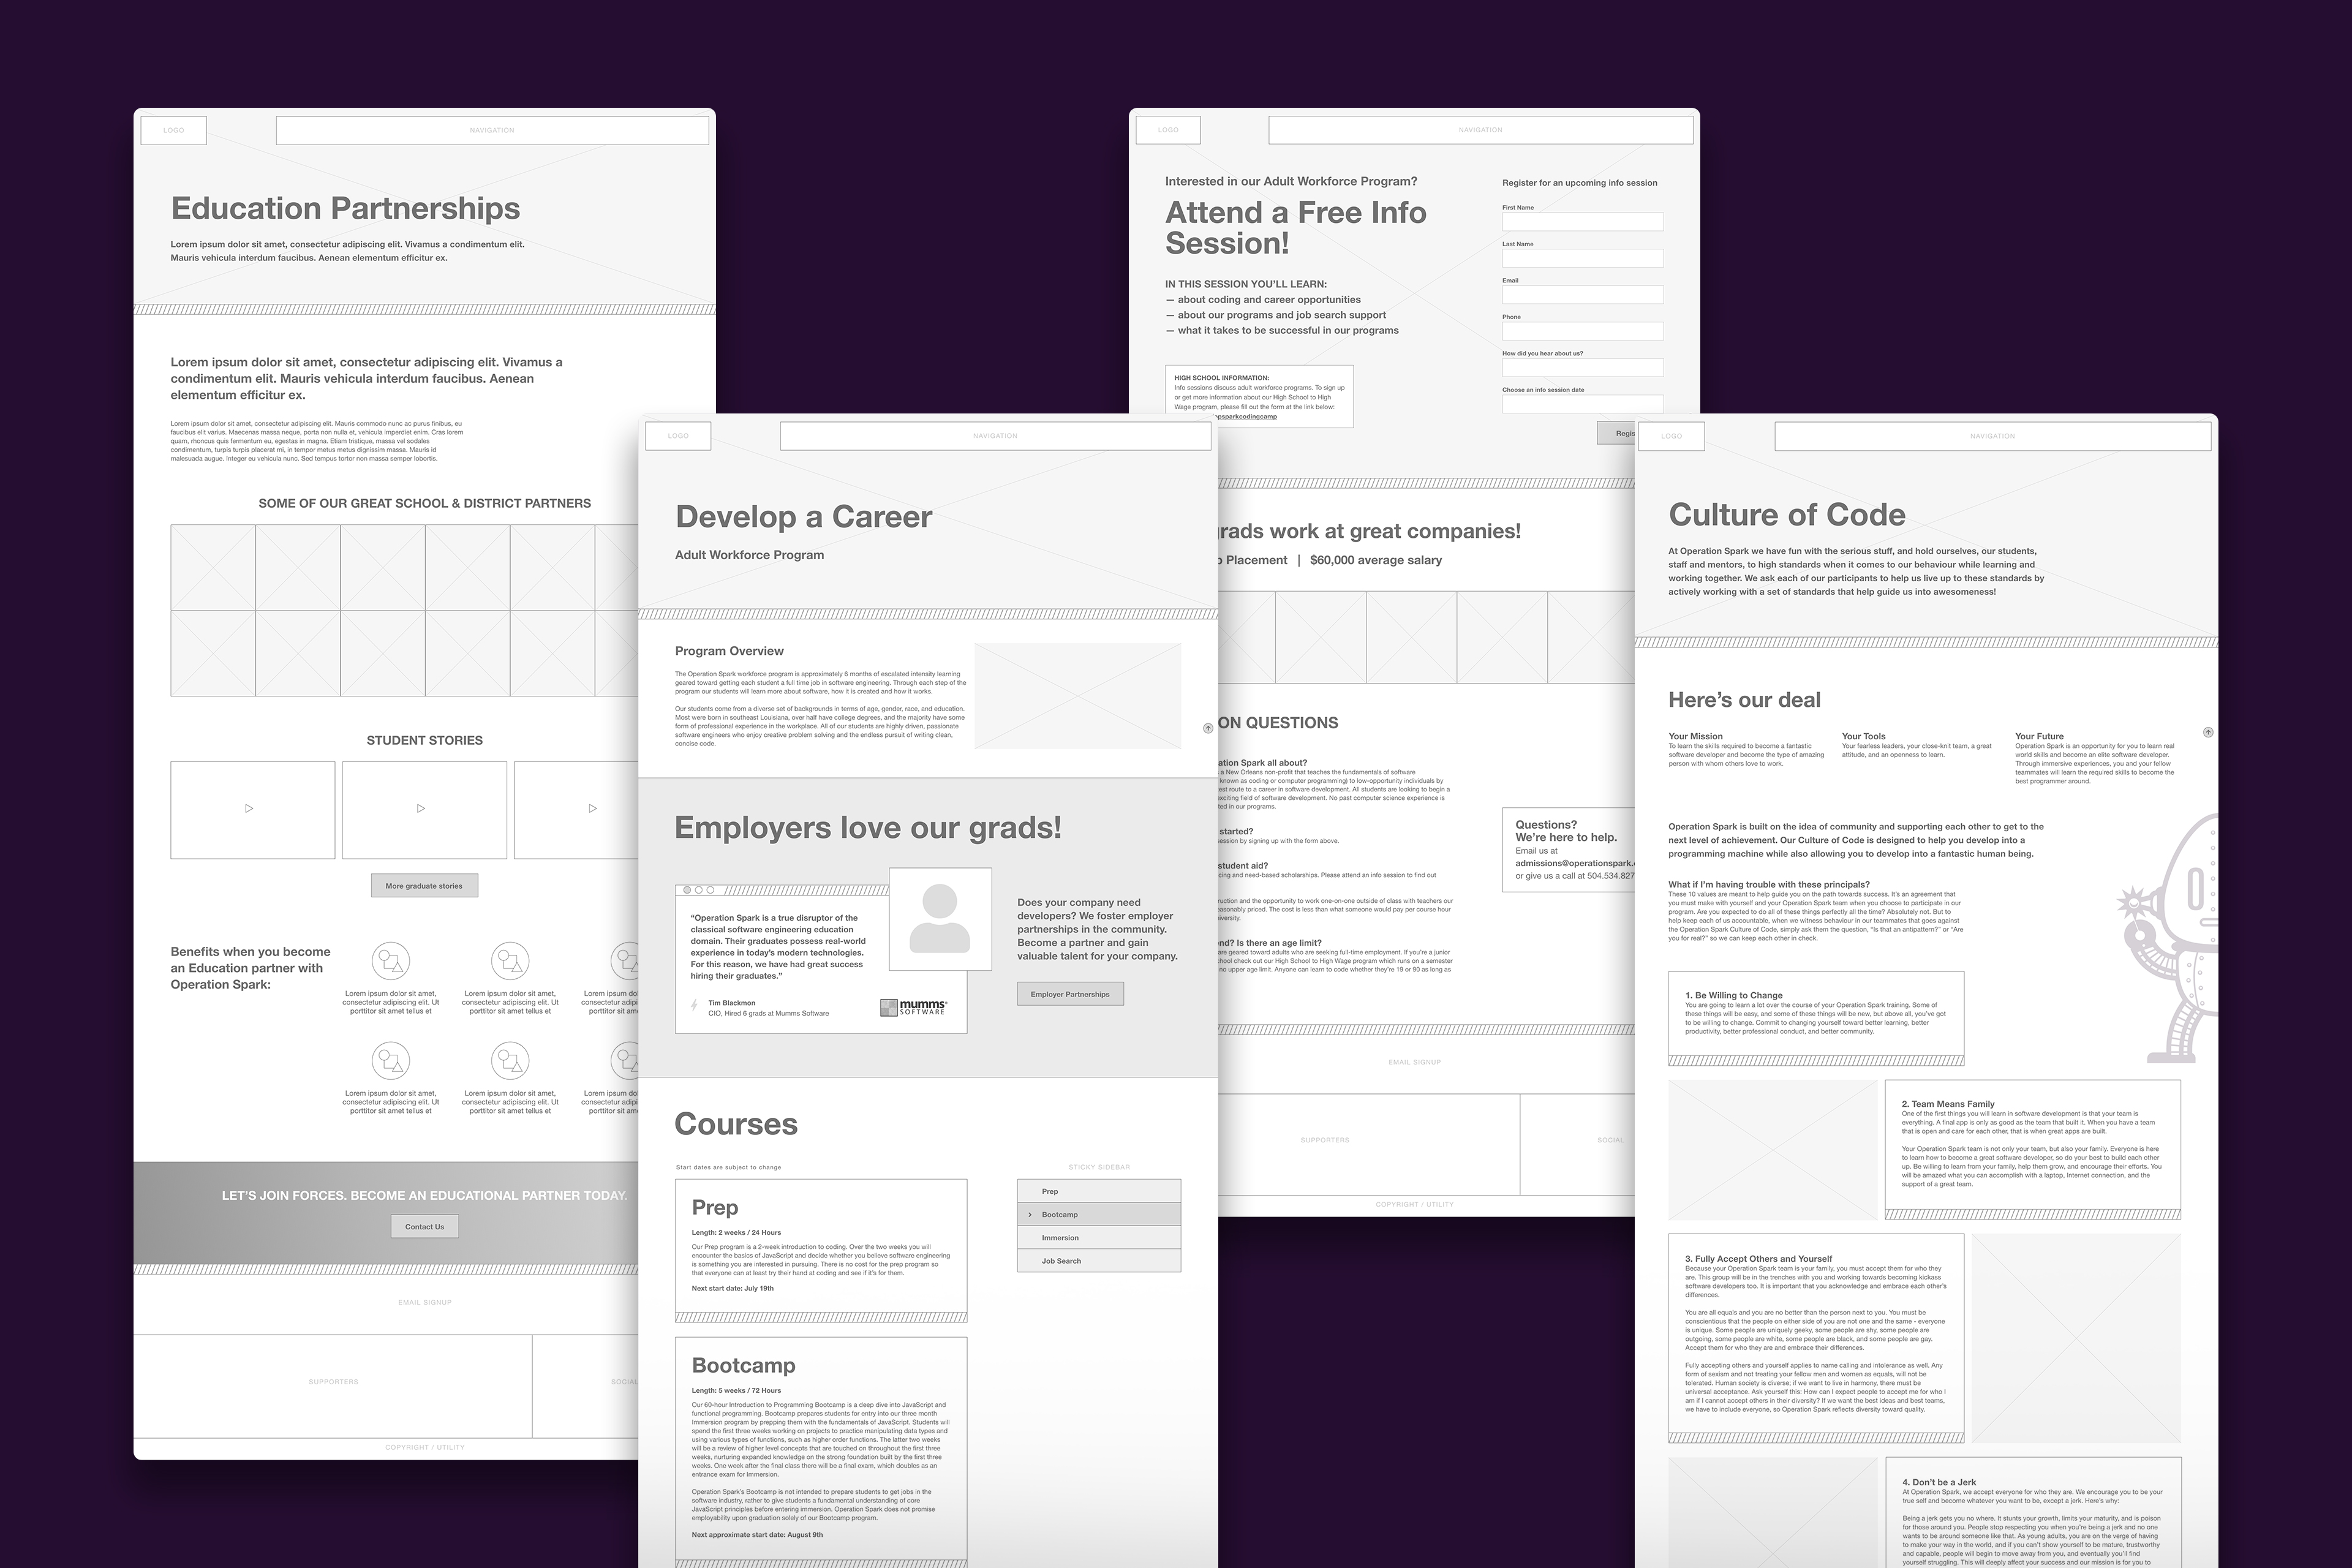 LOGO
NAVIGATION
Education Partnerships
Lorem ipsum dolor sit amet, consectetur adipiscing elit. Vivamus a condimentum elit.
Mauris vehicula interdum faucibus. Aenean elementum efficitur ex.
Lorem ipsum dolor sit amet, consectetur adipiscing elit. Vivamus a
condimentum elit. Mauris vehicula interdum faucibus. Aenean
elementum efficitur ex.
Lorem ipsum dolor sit amet, consectetur adipiscing elit. Mauris commodo nunc ac purus finibus, eu
faucibus elit varius. Maecenas massa neque, porta non nulla et, vehicula imperdiet enim. Cras lorem
quam, rhoncus quis fermentum eu, egestas in magna. Etiam tristique, massa vel sodales
condimentum, turpis turpis placerat mi, in tempor metus metus dignissim massa. Mauris id
malesuada augue. Integer eu vehicula nunc. Sed tempus tortor non massa semper lobortis.
SOME OF OUR GREAT SCHOOL & DISTRICT PARTNERS
STUDENT STORIES
More graduate stories
Benefits when you become
an Education partner with
Operation Spark:
Lorem ipsum dolor sit amet,
consectetur adipiscing elit. Ut
porttitor sit amet tellus et
Lorem ipsum dolor sit amet,
consectetur adipiscing elit. Ut
porttitor sit amet tellus et
Lorem ipsum dol
consectetur adipi
porttitor sit am
Lorem ipsum dolor sit amet,
consectetur adipiscing elit. Ut
porttitor sit amet tellus et
Lorem ipsum dolor sit amet,
consectetur adipiscing elit. Ut
porttitor sit amet tellus et
Lorem ipsum dol
consectetur adipi
porttitor sit am
LET'S JOIN FORCES. BECOME AN EDUCATIONAL PARTNER TODAY.
Contact Us
EMAIL SIGNUP
SUPPORTERS
SOCIAL
COPYRIGHT / UTILITY
LOGO
NAVIGATION
Develop a Career
Adult Workforce Program
Program Overview
The Operation Spark workforce program is approximately 6 months of escalated intensity learning
geared toward getting each student a full time job in software engineering. Through each step of the
program our students will learn more about software, how it is created and how it works.
Our students come from a diverse set of backgrounds in terms of age, gender, race, and education.
Most were born in southeast Louisiana, over half have college degrees, and the majority have some
form of professional experience in the workplace. All of our students are highly driven, passionate
software engineers who enjoy creative problem solving and the endless pursuit of writing clean,
concise code.
Employers love our grads!
“Operation Spark is a true disruptor of the
classical software engineering education
domain. Their graduates possess real-world
experience in today's modern technologies.
For this reason, we have had great success
hiring their graduates.”
Tim Blackmon
CIO, Hired 6 grads at Mumms Software
mumms
SOFTWARE
Does your company need
developers? We foster employer
partnerships in the community.
Become a partner and gain
valuable talent for your company.
Employer Partnerships
Courses
Start dates are subject to change
Prep
Length: 2 weeks / 24 Hours
Our Prep program is a 2-week introduction to coding. Over the two weeks you will
encounter the basics of JavaScript and decide whether you believe software engineering
is something you are interested in pursuing. There is no cost for the prep program so
that everyone can at least try their hand at coding and see if it's for them.
Next start date: July 19th
Bootcamp
Length: 5 weeks / 72 Hours
Our 60-hour Introduction to Programming Bootcamp is a deep dive into JavaScript and
functional programming. Bootcamp prepares students for entry into our three month
Immersion program by prepping them with the fundamentals of JavaScript. Students will
spend the first three weeks working on projects to practice manipulating data types and
using various types of functions, such as higher order functions. The latter two weeks
will be a review of higher level concepts that are touched on throughout the first three
weeks, nurturing expanded knowledge on the strong foundation built by the first three
weeks. One week after the final class there will be a final exam, which doubles as an
entrance exam for Immersion.
Operation Spark's Bootcamp is not intended to prepare students to get jobs in the
software industry, rather to give students a fundamental understanding of core
JavaScript principles before entering immersion. Operation Spark does not promise
employability upon graduation solely of our Bootcamp program.
Next approximate start date: August 9th
STICKY SIDEBAR
Prep
Bootcamp
Immersion
Job Search
LOGO
NAVIGATION
Interested in our Adult Workforce Program?
Attend a Free Info
Session!
IN THIS SESSION YOU'LL LEARN:
— about coding and career opportunities
— about our programs and job search support
— what it takes to be successful in our programs
HIGH SCHOOL INFORMATION:
Info sessions discuss adult workforce programs. To sign up
or get more information about our High School to High
Wage program, please fill out the form at the link below:
psparkcodingcamp
Register for an upcoming info session
First Name
Last Name
Email
Phone
How did you hear about us?
Choose an info session date
Regis
grads work at great companies!
Placement | $60,000 average salary
ON QUESTIONS
ation Spark all about?
a New Orleans non-profit that teaches the fundamentals of software
known as coding or computer programming) to low-opportunity individuals by
est route to a career in software development. All students are looking to begin a
exciting field of software development. No past computer science experience is
ed in our programs.
started?
session by signing up with the form above.
student aid?
cing and need-based scholarships. Please attend an info session to find out
ruction and the opportunity to work one-on-one outside of class with teachers our
easonably priced. The cost is less than what someone would pay per course hour
iversity.
end? Is there an age limit?
are geared toward adults who are seeking full-time employment. If you're a junior
chool check out our High School to High Wage program which runs on a semester
no upper age limit. Anyone can learn to code whether they're 19 or 90 as long as
Questions?
We're here to help.
Email us at
admissions@operationspark.
or give us a call at 504.534.827
EMAIL SIGNUP
SUPPORTERS
SOCIAL
COPYRIGHT / UTILITY
LOGO
NAVIGATION
Culture of Code
At Operation Spark we have fun with the serious stuff, and hold ourselves, our students,
staff and mentors, to high standards when it comes to our behaviour while learning and
working together. We ask each of our participants to help us live up to these standards by
actively working with a set of standards that help guide us into awesomeness!
Here's our deal
Your Mission
To learn the skills required to become a fantastic
software developer and become the type of amazing
person with whom others love to work.
Your Tools
Your fearless leaders, your close-knit team, a great
attitude, and an openness to learn.
Your Future
Operation Spark is an opportunity for you to learn real
world skills and become an elite software developer.
Through immersive experiences, you and your fellow
teammates will learn the required skills to become the
best programmer around.
Operation Spark is built on the idea of community and supporting each other to get to the
next level of achievement. Our Culture of Code is designed to help you develop into a
programming machine while also allowing you to develop into a fantastic human being.
What if I'm having trouble with these principals?
These 10 values are meant to help guide you on the path towards success. It's an agreement that
you must make with yourself and your Operation Spark team when you choose to participate in our
program. Are you expected to do all of these things perfectly all the time? Absolutely not. But to
help keep each of us accountable, when we witness behaviour in our teammates that goes against
the Operation Spark Culture of Code, simply ask them the question, “Is that an antipattern?” or “Are
you for real?” so we can keep each other in check.
1. Be Willing to Change
You are going to learn a lot over the course of your Operation Spark training. Some of
these things will be easy, and some of these things will be new, but above all, you've got
to be willing to change. Commit to changing yourself toward better learning, better
productivity, better professional conduct, and better community.
2. Team Means Family
One of the first things you will learn in software development is that your team is
everything. A final app is only as good as the team that built it. When you have a team
that is open and care for each other, that is when great apps are built.
Your Operation Spark team is not only your team, but also your family. Everyone is here
to learn how to become a great software developer, so do your best to build each other
up. Be willing to learn from your family, help them grow, and encourage their efforts. You
will be amazed what you can accomplish with a laptop, Internet connection, and the
support of a great team.
3. Fully Accept Others and Yourself
Because your Operation Spark team is your family, you must accept them for who they
are. This group will be in the trenches with you and working towards becoming kickass
software developers too. It is important that you acknowledge and embrace each other's
differences.
You are all equals and you are no better than the person next to you. You must be
conscientious that the people on either side of you are not one and the same - everyone
is unique. Some people are uniquely geeky, some people are shy, some people are
outgoing, some people are white, some people are black, and some people are gay.
Accept them for who they are and embrace their differences.
Fully accepting others and yourself applies to name calling and intolerance as well. Any
form of sexism and not treating your fellow men and women as equals, will not be
tolerated. Human society is diverse; if we want to live in harmony, there must be
universal acceptance. Ask yourself this: How can I expect people to accept me for who I
am if I cannot accept others in their diversity? If we want the best ideas and best teams,
we have to include everyone, so Operation Spark reflects diversity toward quality.
4. Don't be a Jerk
At Operation Spark, we accept everyone for who they are. We encourage you to be your
true self and become whatever you want to be, except a jerk. Here's why:
Being a jerk gets you no where. It stunts your growth, limits your maturity, and is poison
for those around you. People stop respecting you when you're being a jerk and no one
wants to be around someone like that. As young adults, you are on the verge of having
to make your way in the world, and if you can't show yourself to be mature, trustworthy
and capable, people will begin to move away from you, and eventually you'll find
yourself struggling. This will deeply affect your success and our mission is for you to